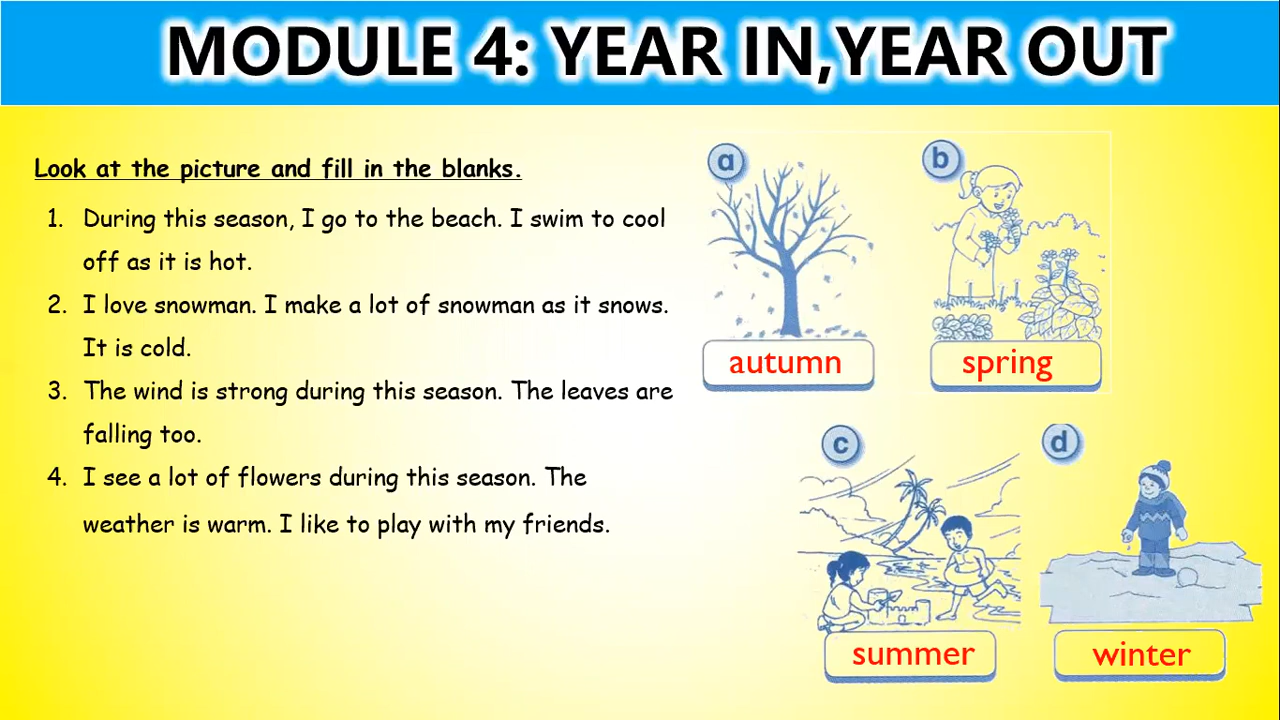 MODULE 4: YEAR IN,YEAR OUT
Look at the picture and fill in the blanks.
1. During this season, I go to the beach. I swim to cool
off as it is hot.
2. I love snowman. I make a lot of snowman as it snows.
It is cold.
3. The wind is strong during this season. The leaves are
falling too.
4. I see a lot of flowers during this season. The
weather is warm. I like to play with my friends.
a
b
autumn
spring
c
d
summer
winter